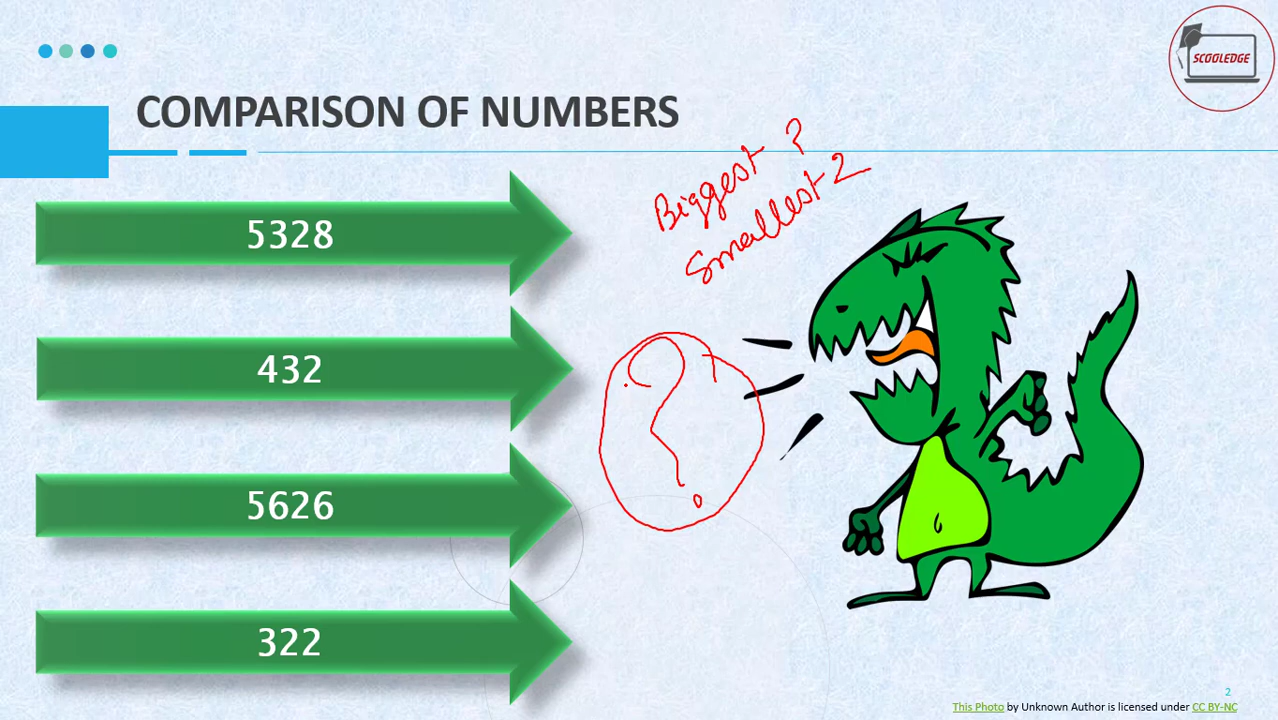 SCOOLEDGE
COMPARISON OF NUMBERS
Biggest ?
Smallest ?
5328
432
?
5626
322
2
This Photo by Unknown Author is licensed under CC BY-NC